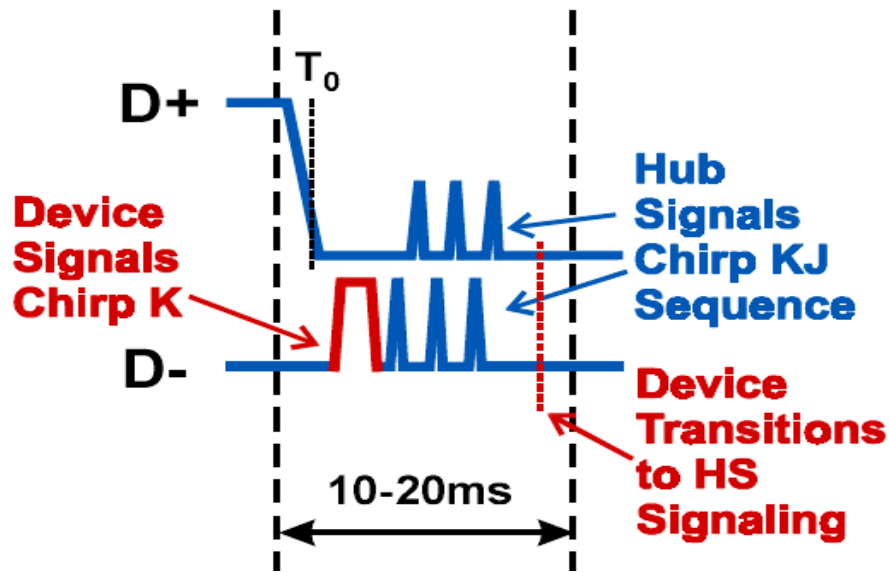 T0
D+
Hub
Signals
Chirp KJ
Sequence
Device
Signals
Chirp K
D-
Device
Transitions
to HS
Signaling
10-20ms